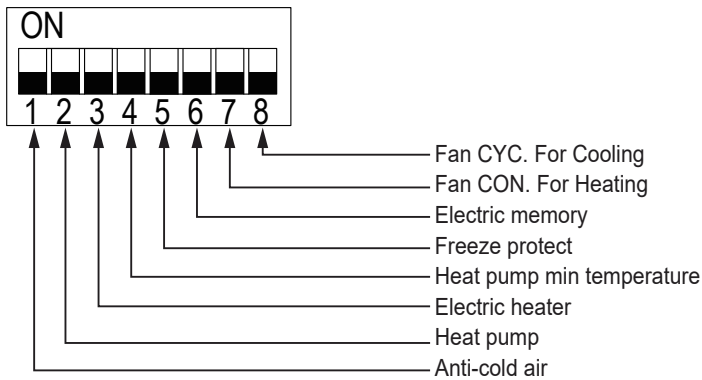 ON
1 2 3 4 5 6 7 8
Fan CYC. For Cooling
Fan CON. For Heating
Electric memory
Freeze protect
Heat pump min temperature
Electric heater
Heat pump
Anti-cold air